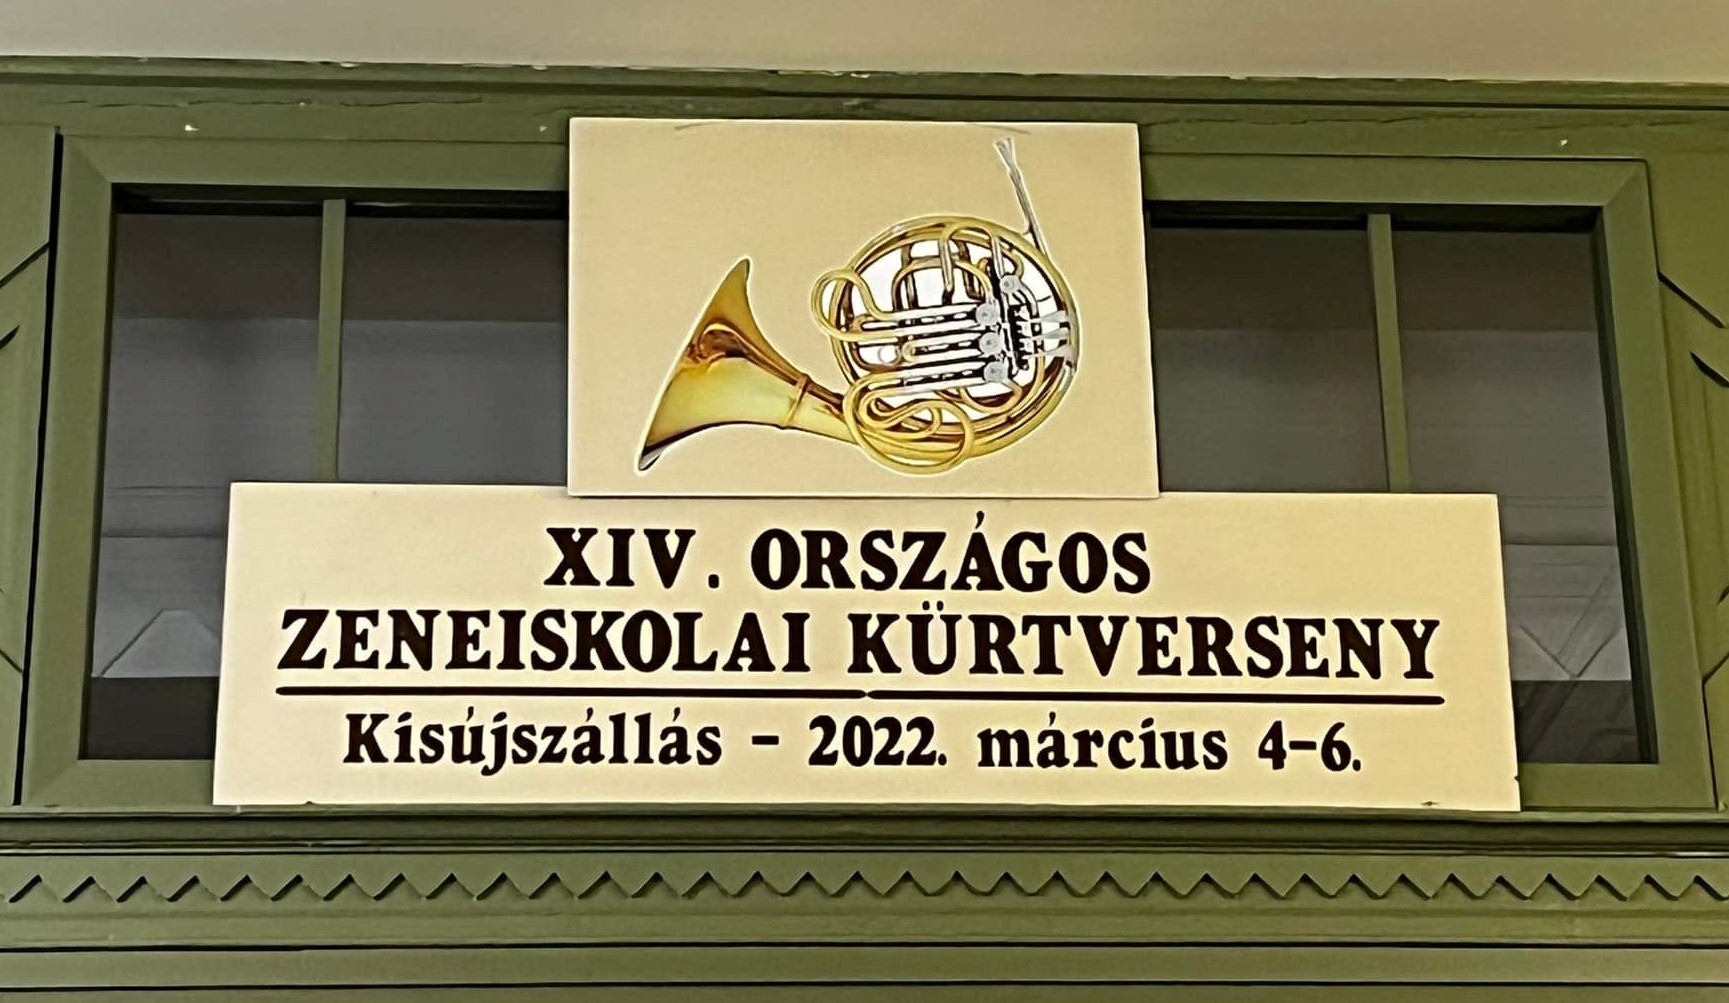 XIV. ORSZÁGOS
ZENEISKOLAI KÜRTVERSENY
Kisújszállás - 2022. március 4-6.